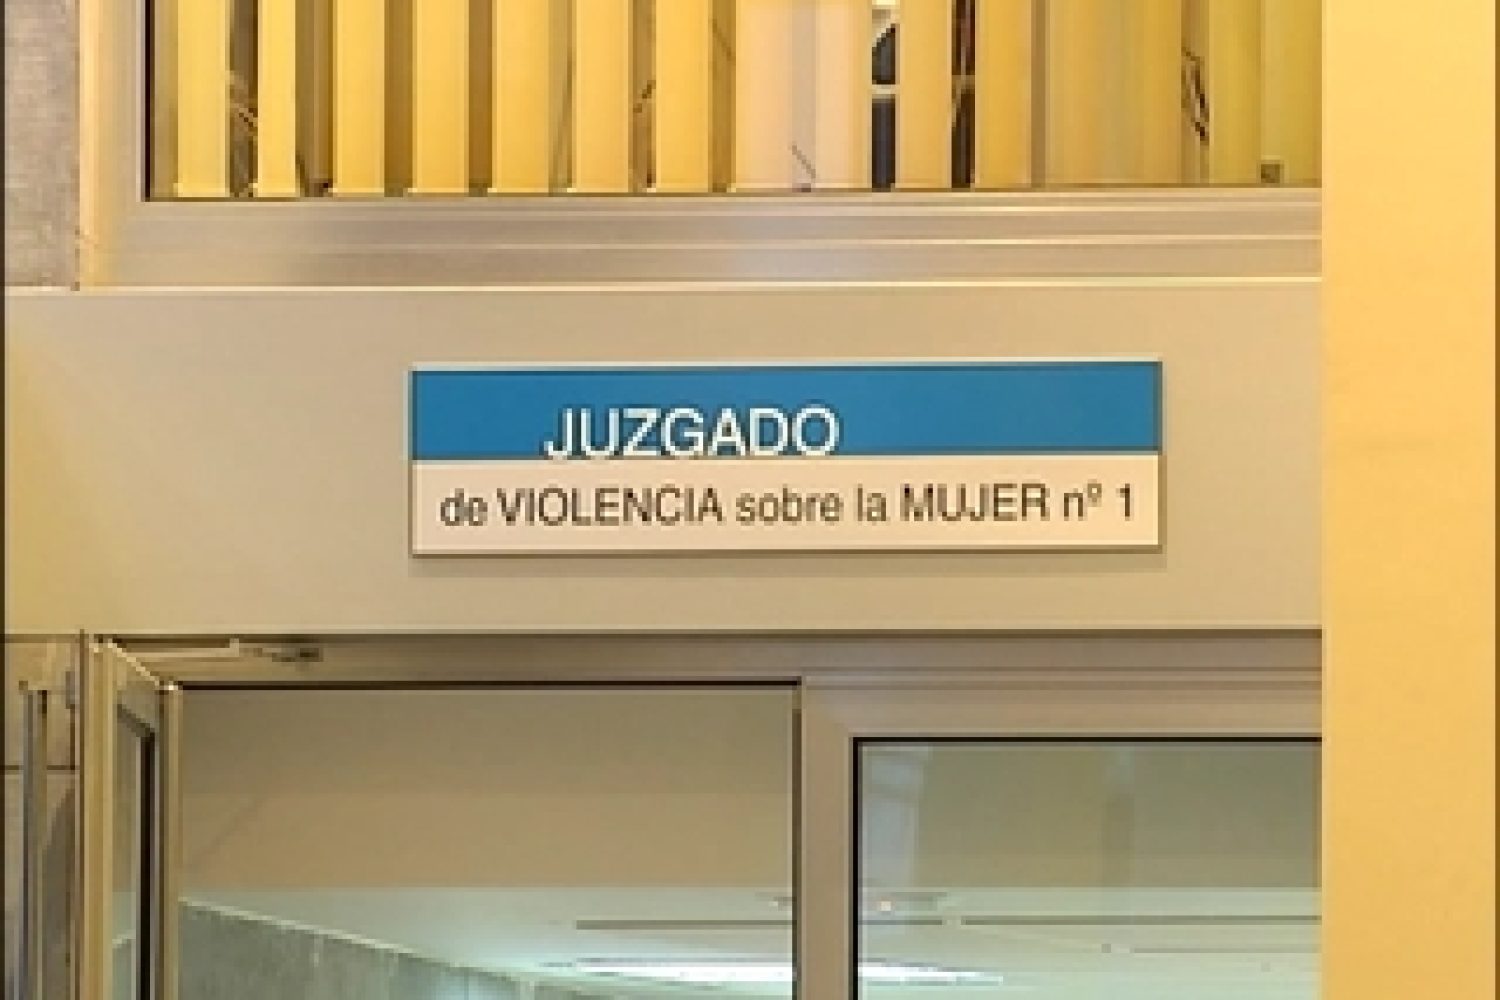 JUZGADO
de VIOLENCIA sobre la MUJER nº 1